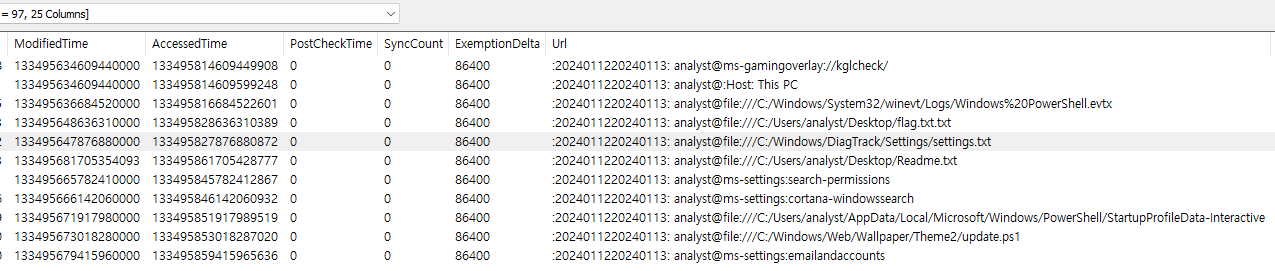 = 97, 25 Columns]
ModifiedTime AccessedTime PostCheckTime SyncCount ExemptionDelta Url
133495634609440000 133495814609449908 0 0 86400 :2024011220240113: analyst@ms-gamingoverlay://kglcheck/
133495634609440000 133495814609599248 0 0 86400 :2024011220240113: analyst@:Host: This PC
133495636684520000 133495816684522601 0 0 86400 :2024011220240113: analyst@file:///C:/Windows/System32/winevt/Logs/Windows%20PowerShell.evtx
133495648636310000 133495828636310389 0 0 86400 :2024011220240113: analyst@file:///C:/Users/analyst/Desktop/flag.txt.txt
133495647876880000 133495827876880872 0 0 86400 :2024011220240113: analyst@file:///C:/Windows/DiagTrack/Settings/settings.txt
133495681705354093 133495861705428777 0 0 86400 :2024011220240113: analyst@file:///C:/Users/analyst/Desktop/Readme.txt
133495665782410000 133495845782412867 0 0 86400 :2024011220240113: analyst@ms-settings:search-permissions
133495666142060000 133495846142060932 0 0 86400 :2024011220240113: analyst@ms-settings:cortana-windowssearch
133495671917980000 133495851917989519 0 0 86400 :2024011220240113: analyst@file:///C:/Users/analyst/AppData/Local/Microsoft/Windows/PowerShell/StartupProfileData-Interactive
133495673018280000 133495853018287020 0 0 86400 :2024011220240113: analyst@file:///C:/Windows/Web/Wallpaper/Theme2/update.ps1
133495679415960000 133495859415965636 0 0 86400 :2024011220240113: analyst@ms-settings:emailandaccounts